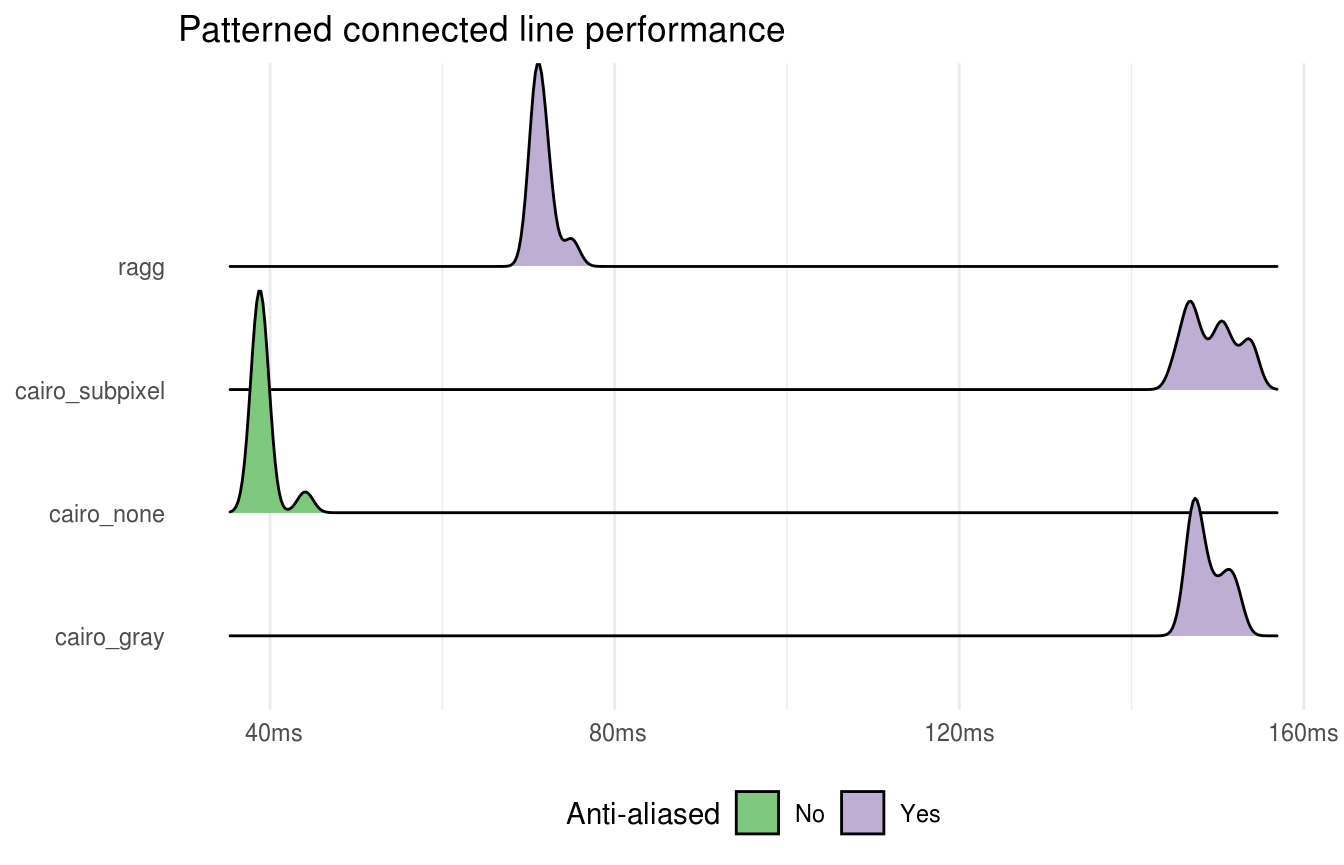 Patterned connected line performance
ragg
cairo_subpixel
cairo_none
cairo_gray
40ms 80ms 120ms 160ms
Anti-aliased No Yes